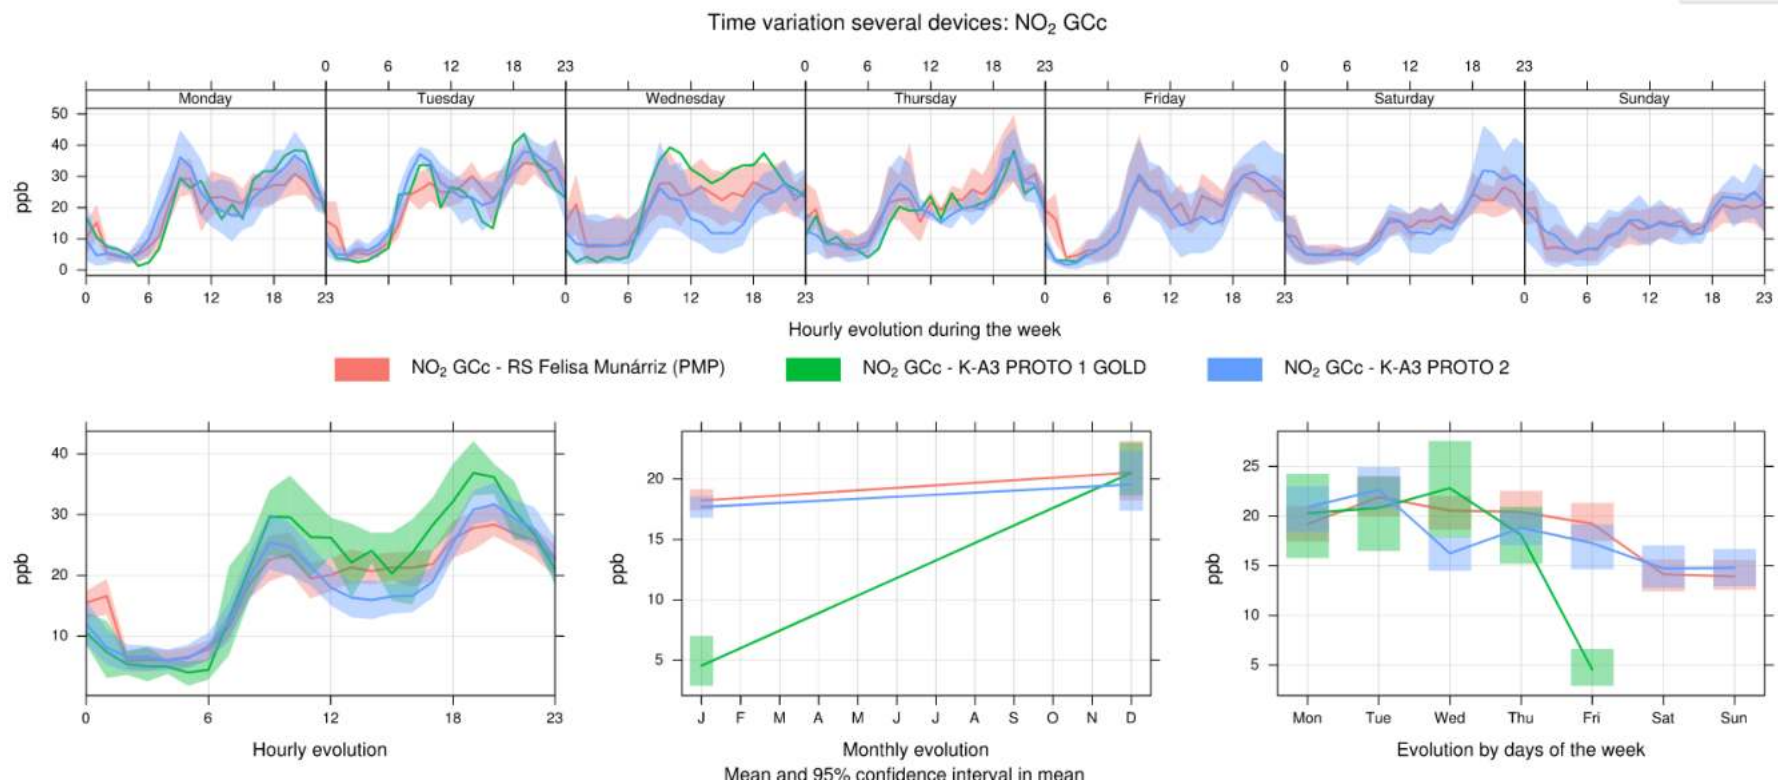 Time variation several devices: NO₂ GCc
0 6 12 18 23 0 6 12 18 23 0 6 12 18 23
Monday Tuesday Wednesday Thursday Friday Saturday Sunday
50
40
30
20
10
0
ppb
0 6 12 18 23 0 6 12 18 23 0 6 12 18 23 0 6 12 18 23
Hourly evolution during the week
NO₂ GCc - RS Felisa Munárriz (PMP) NO₂ GCc - K-A3 PROTO 1 GOLD NO₂ GCc - K-A3 PROTO 2
40
30
20
10
ppb
0 6 12 18 23
Hourly evolution
20
15
10
5
ppb
J F M A M J J A S O N D
Monthly evolution
25
20
15
10
5
ppb
Mon Tue Wed Thu Fri Sat Sun
Evolution by days of the week
Mean and 95% confidence interval in mean